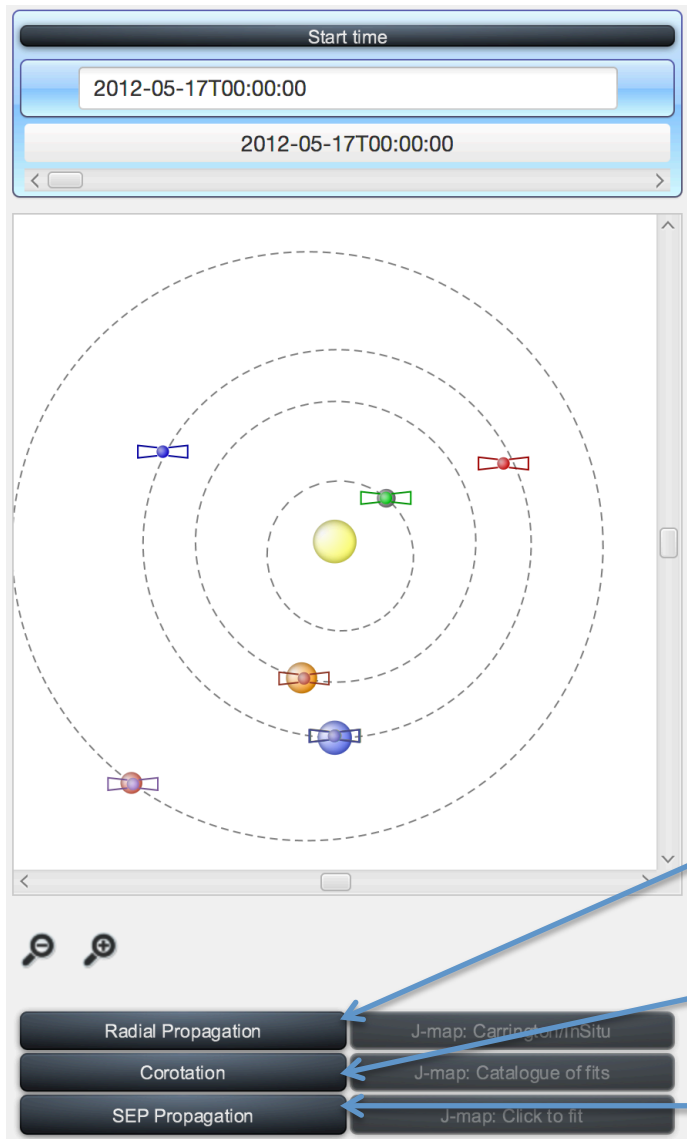 Start time
2012-05-17T00:00:00
2012-05-17T00:00:00
Radial Propagation J-map: Carrington/InSitu
Corotation J-map: Catalogue of fits
SEP Propagation J-map: Click to fit